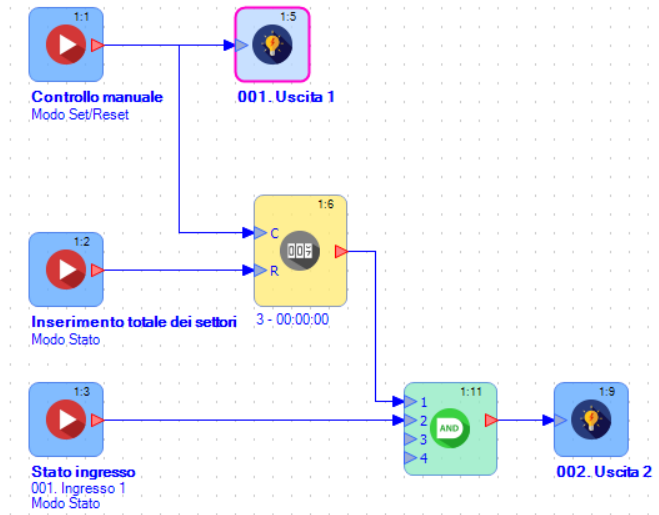 1:1
1:5
Controllo manuale
Modo Set/Reset
001. Uscita 1
1:6
C
007
R
1:2
Inserimento totale dei settori
Modo Stato
3 - 00:00:00
1:3
1:11
1:9
1
2
3
4
AND
Stato ingresso
001. Ingresso 1
Modo Stato
002. Uscita 2